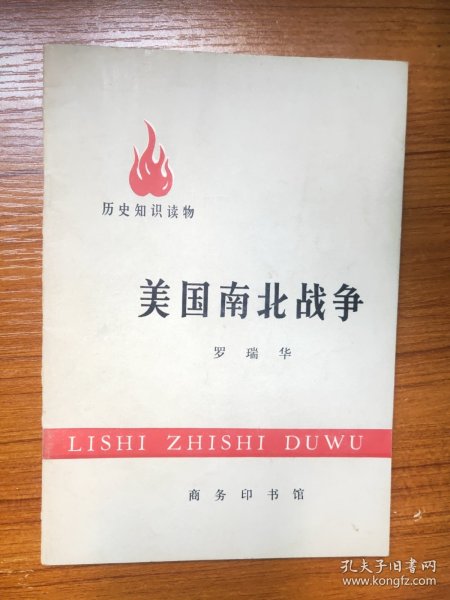 历史知识读物
美国南北战争
罗瑞华
LISHI ZHISHI DUWU
商务印书馆
孔夫子旧书网
www.kongfz.com